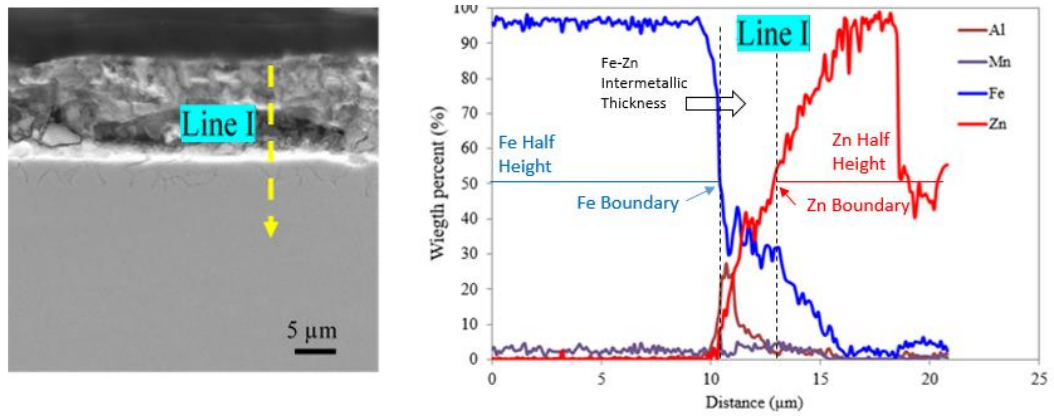 Line I
5 µm
100
90
80
70
60
50
40
30
20
10
0
Wiegth percent (%)
0 5 10 15 20 25
Distance (µm)
Line I
Fe-Zn
Intermetallic
Thickness
Fe Half
Height
Fe Boundary
Zn Half
Height
Zn Boundary
Al
Mn
Fe
Zn